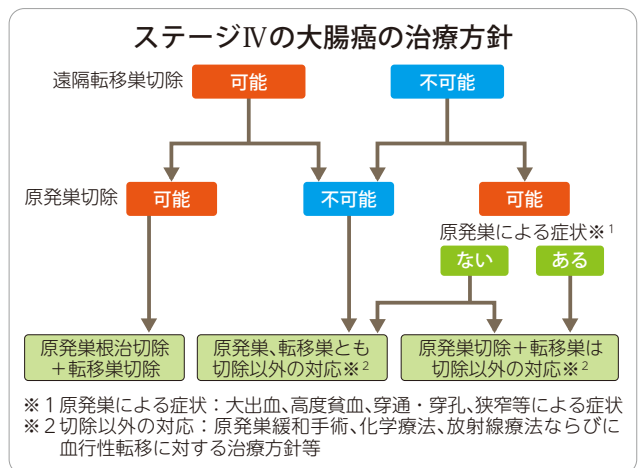 ステージⅣの大腸癌の治療方針
遠隔転移巣切除
可能
不可能
原発巣切除
可能
不可能
可能
原発巣による症状※1
ない
ある
原発巣根治切除
＋転移巣切除
原発巣、転移巣とも
切除以外の対応※2
原発巣切除＋転移巣は
切除以外の対応※2
※1原発巣による症状：大出血、高度貧血、穿通・穿孔、狭窄等による症状
※2切除以外の対応：原発巣緩和手術、化学療法、放射線療法ならびに
血行性転移に対する治療方針等